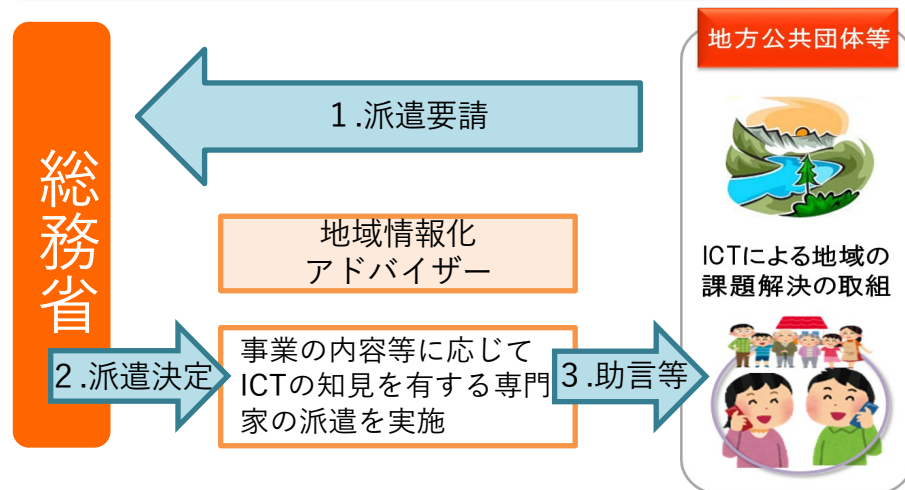 地方公共団体等
1.派遣要請
総務省
地域情報化
アドバイザー
ICTによる地域の
課題解決の取組
2.派遣決定
事業の内容等に応じて
ICTの知見を有する専門
家の派遣を実施
3.助言等